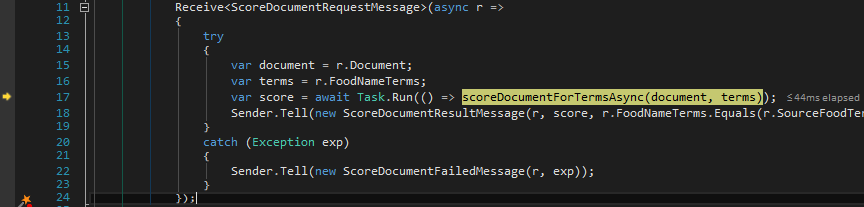 11 Receive<ScoreDocumentRequestMessage>(async r =>
12 {
13 try
14 {
15 var document = r.Document;
16 var terms = r.FoodNameTerms;
17 var score = await Task.Run(() => scoreDocumentForTermsAsync(document, terms)); ≤44ms elapsed
18 Sender.Tell(new ScoreDocumentResultMessage(r, score, r.FoodNameTerms.Equals(r.SourceFoodTer
19 }
20 catch (Exception exp)
21 {
22 Sender.Tell(new ScoreDocumentFailedMessage(r, exp));
23 }
24 });